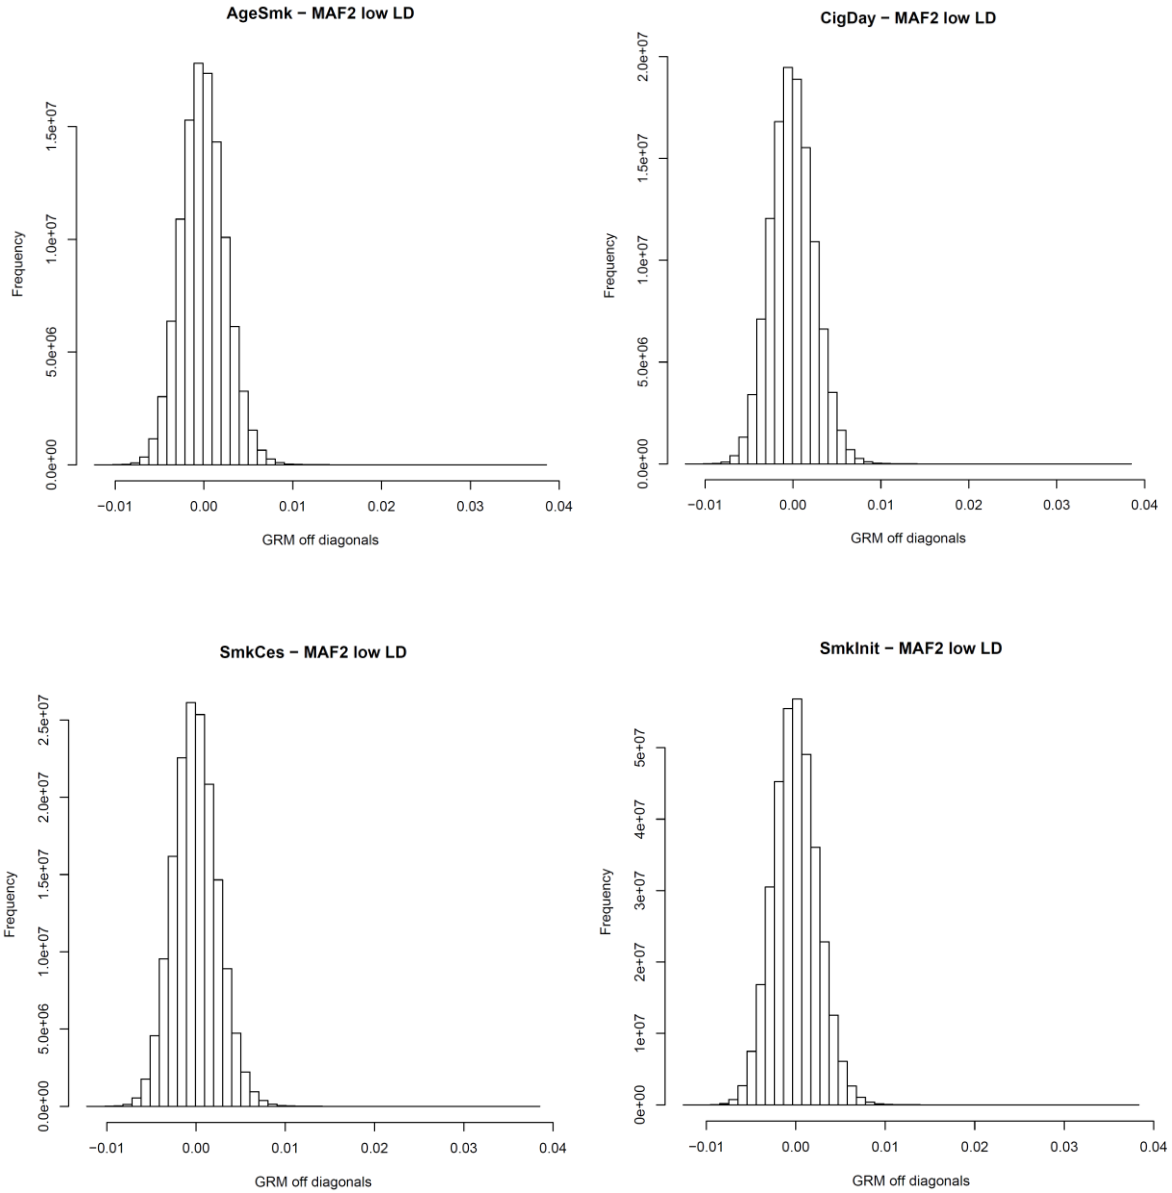 AgeSmk − MAF2 low LD
Frequency
0.0e+00 5.0e+06 1.0e+07 1.5e+07
−0.01 0.00 0.01 0.02 0.03 0.04
GRM off diagonals
CigDay − MAF2 low LD
Frequency
0.0e+00 5.0e+06 1.0e+07 1.5e+07 2.0e+07
−0.01 0.00 0.01 0.02 0.03 0.04
GRM off diagonals
SmkCes − MAF2 low LD
Frequency
0.0e+00 5.0e+06 1.0e+07 1.5e+07 2.0e+07 2.5e+07
−0.01 0.00 0.01 0.02 0.03 0.04
GRM off diagonals
SmkInit − MAF2 low LD
Frequency
0e+00 1e+07 2e+07 3e+07 4e+07 5e+07
−0.01 0.00 0.01 0.02 0.03 0.04
GRM off diagonals